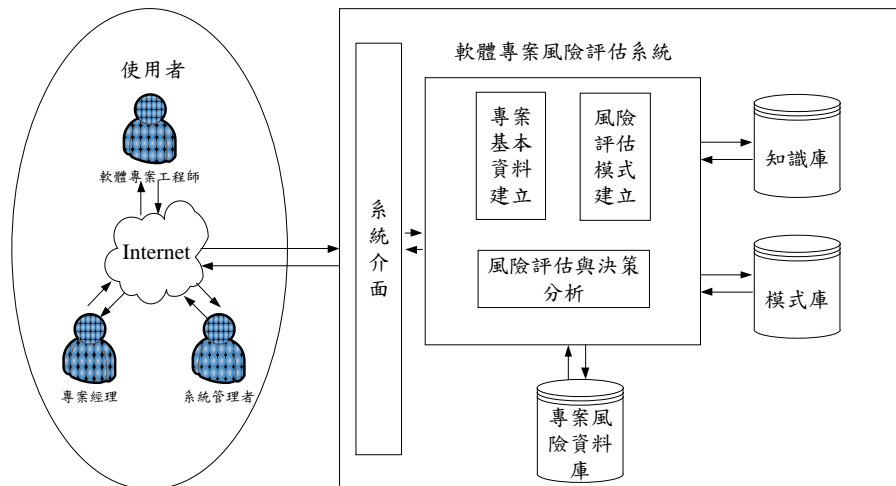 使用者
軟體專案工程師
Internet
專案經理
系統管理者
系
統
介
面
軟體專案風險評估系統
專案
基本
資料
建立
風險
評估
模式
建立
風險評估與決策
分析
知識庫
模式庫
專案風
險資料
庫